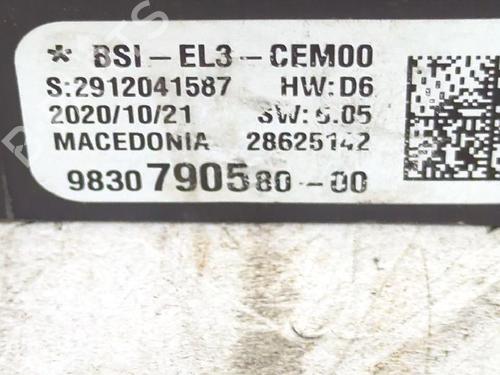 * BSI-EL3-CEM00
S:2912041587 HW:D6
2020/10/21 SW:6.05
MACEDONIA 28625142
9830790580-00